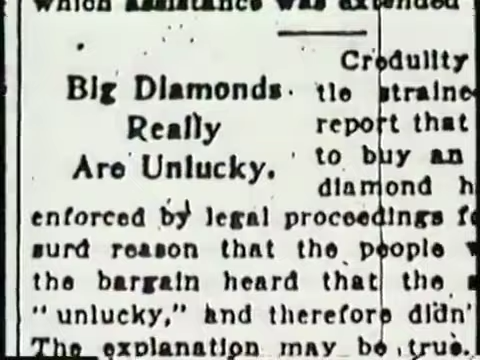 which assistance was extended
Big Diamonds
Really
Are Unlucky.
Credulity
tle straine
report that
to buy an
diamond h
enforced by legal proceedings f
surd reason that the people
the bargain heard that the
"unlucky," and therefore didn'
The explanation may be true.